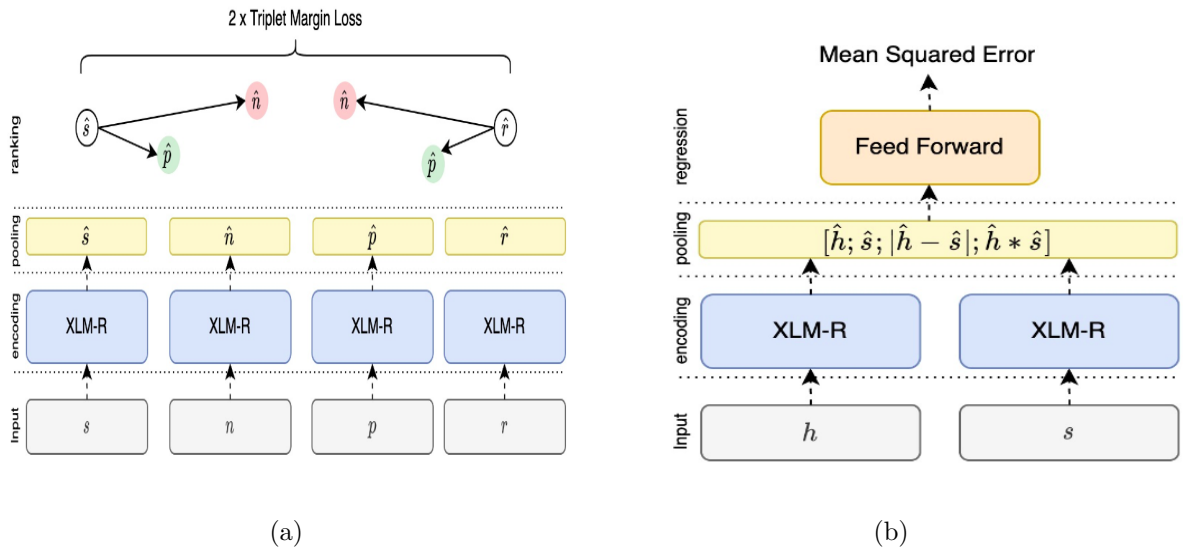 2 x Triplet Margin Loss
ranking
ŝ
n̂
n̂
r̂
p̂
p̂
pooling
ŝ
n̂
p̂
r̂
encoding
XLM-R
XLM-R
XLM-R
XLM-R
Input
s
n
p
r
(a)
Mean Squared Error
regression
Feed Forward
pooling
[ĥ; ŝ; |ĥ − ŝ|; ĥ * ŝ]
encoding
XLM-R
XLM-R
Input
h
s
(b)